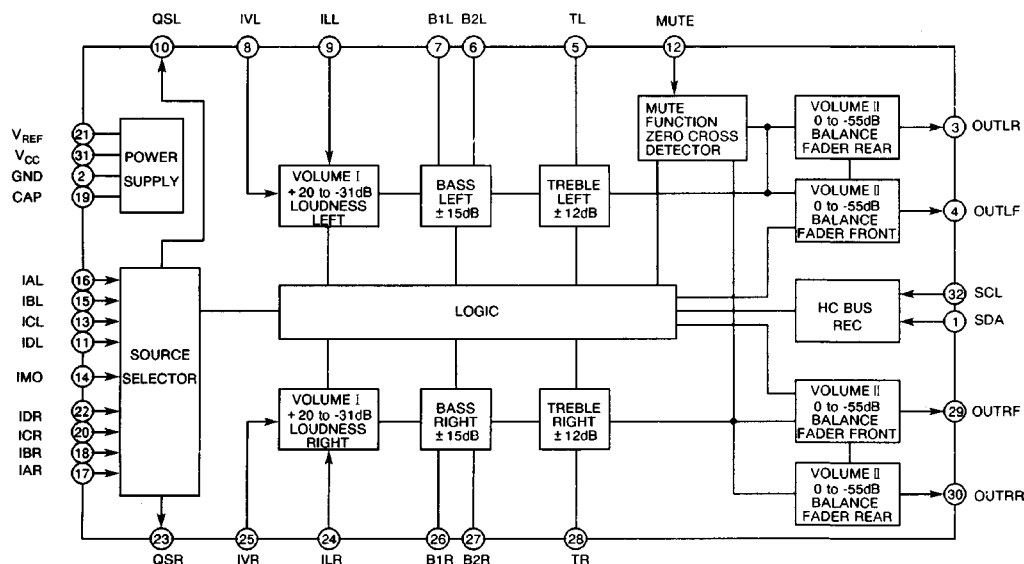 QSL IVL ILL B1L B2L TL MUTE
10 8 9 7 6 5 12
VREF 21
VCC 31
GND 2
CAP 19
POWER
SUPPLY
VOLUME I
+ 20 to -31dB
LOUDNESS
LEFT
BASS
LEFT
± 15dB
TREBLE
LEFT
± 12dB
MUTE
FUNCTION
ZERO CROSS
DETECTOR
VOLUME II
0 to -55dB
BALANCE
FADER REAR
3 OUTLR
VOLUME II
0 to -55dB
BALANCE
FADER FRONT
4 OUTLF
IAL 16
IBL 15
ICL 13
IDL 11
IMO 14
IDR 22
ICR 20
IBR 18
IAR 17
SOURCE
SELECTOR
LOGIC
HC BUS
REC
32 SCL
1 SDA
VOLUME I
+ 20 to -31dB
LOUDNESS
RIGHT
BASS
RIGHT
± 15dB
TREBLE
RIGHT
± 12dB
VOLUME II
0 to -55dB
BALANCE
FADER FRONT
29 OUTRF
VOLUME II
0 to -55dB
BALANCE
FADER REAR
30 OUTRR
23 25 24 26 27 28
QSR IVR ILR B1R B2R TR